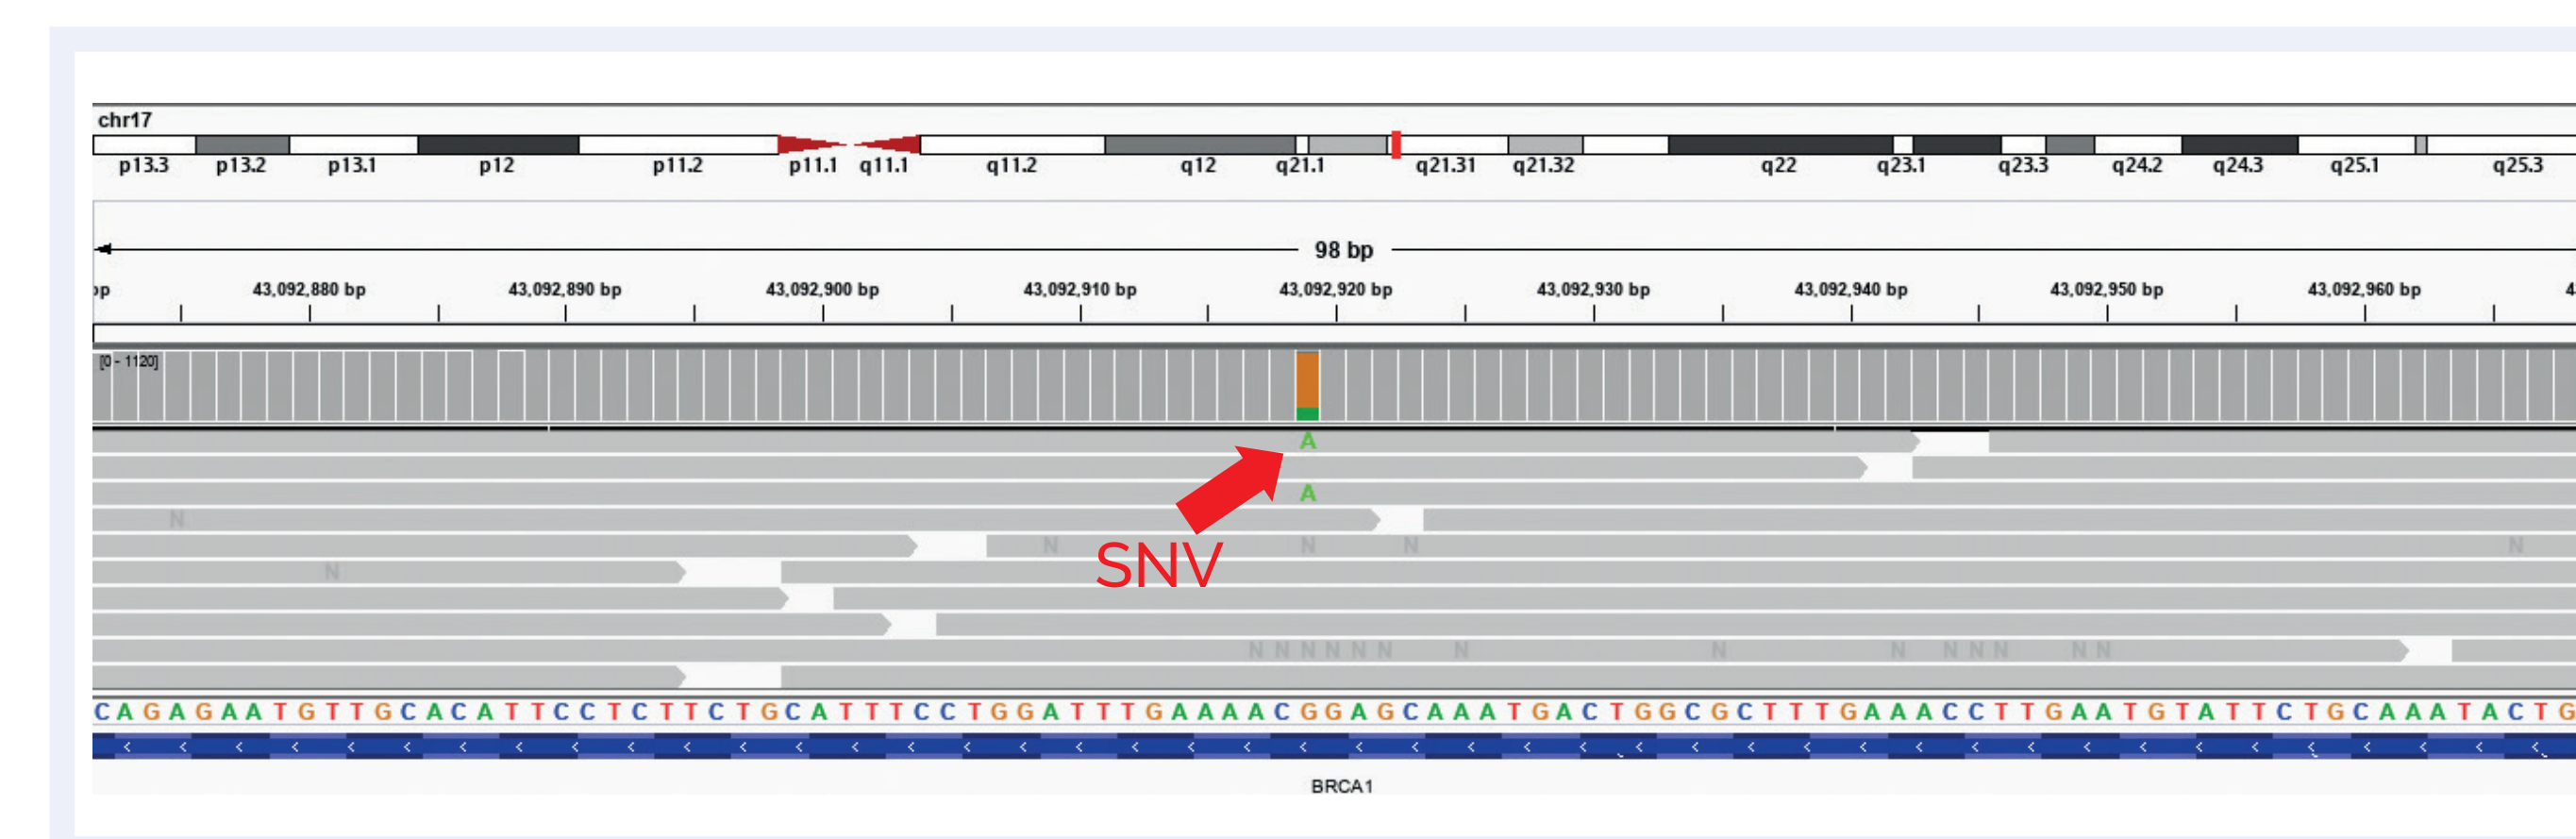 chr17
p13.3 p13.2 p13.1 p12 p11.2 p11.1 q11.1 q11.2 q12 q21.1 q21.31 q21.32 q22 q23.1 q23.3 q24.2 q24.3 q25.1 q25.3
98 bp
43,092,880 bp 43,092,890 bp 43,092,900 bp 43,092,910 bp 43,092,920 bp 43,092,930 bp 43,092,940 bp 43,092,950 bp 43,092,960 bp
[0 - 1120]
A
A
N
N N N N
N
SNV
N N N N N N N N N N N N N N
C A G A G A A T G T T G C A C A T T C C T C T T C T G C A T T T C C T G G A T T T G A A A A C G G A G C A A A T G A C T G G C G C T T T G A A A C C T T G A A T G T A T T C T G C A A A T A C T G
BRCA1